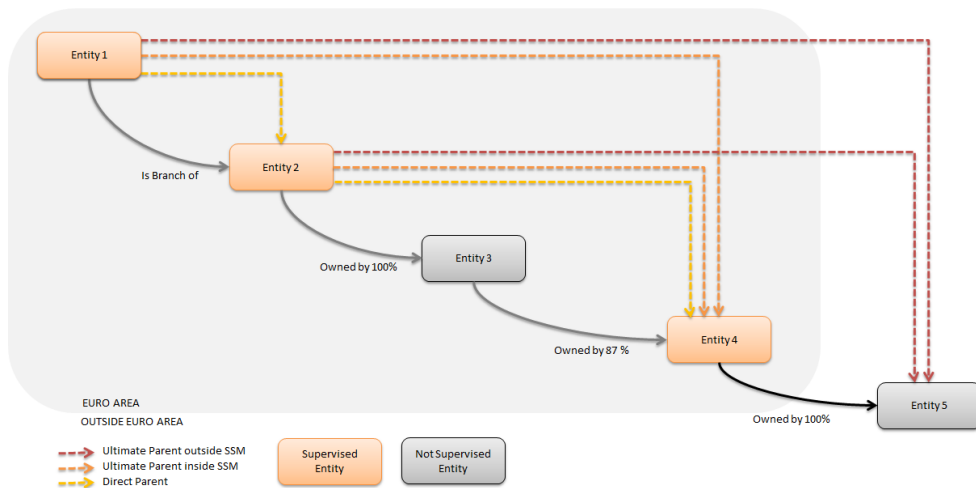 Entity 1
Is Branch of
Entity 2
Owned by 100%
Entity 3
Owned by 87 %
Entity 4
Owned by 100%
Entity 5
EURO AREA
OUTSIDE EURO AREA
Ultimate Parent outside SSM
Ultimate Parent inside SSM
Direct Parent
Supervised
Entity
Not Supervised
Entity